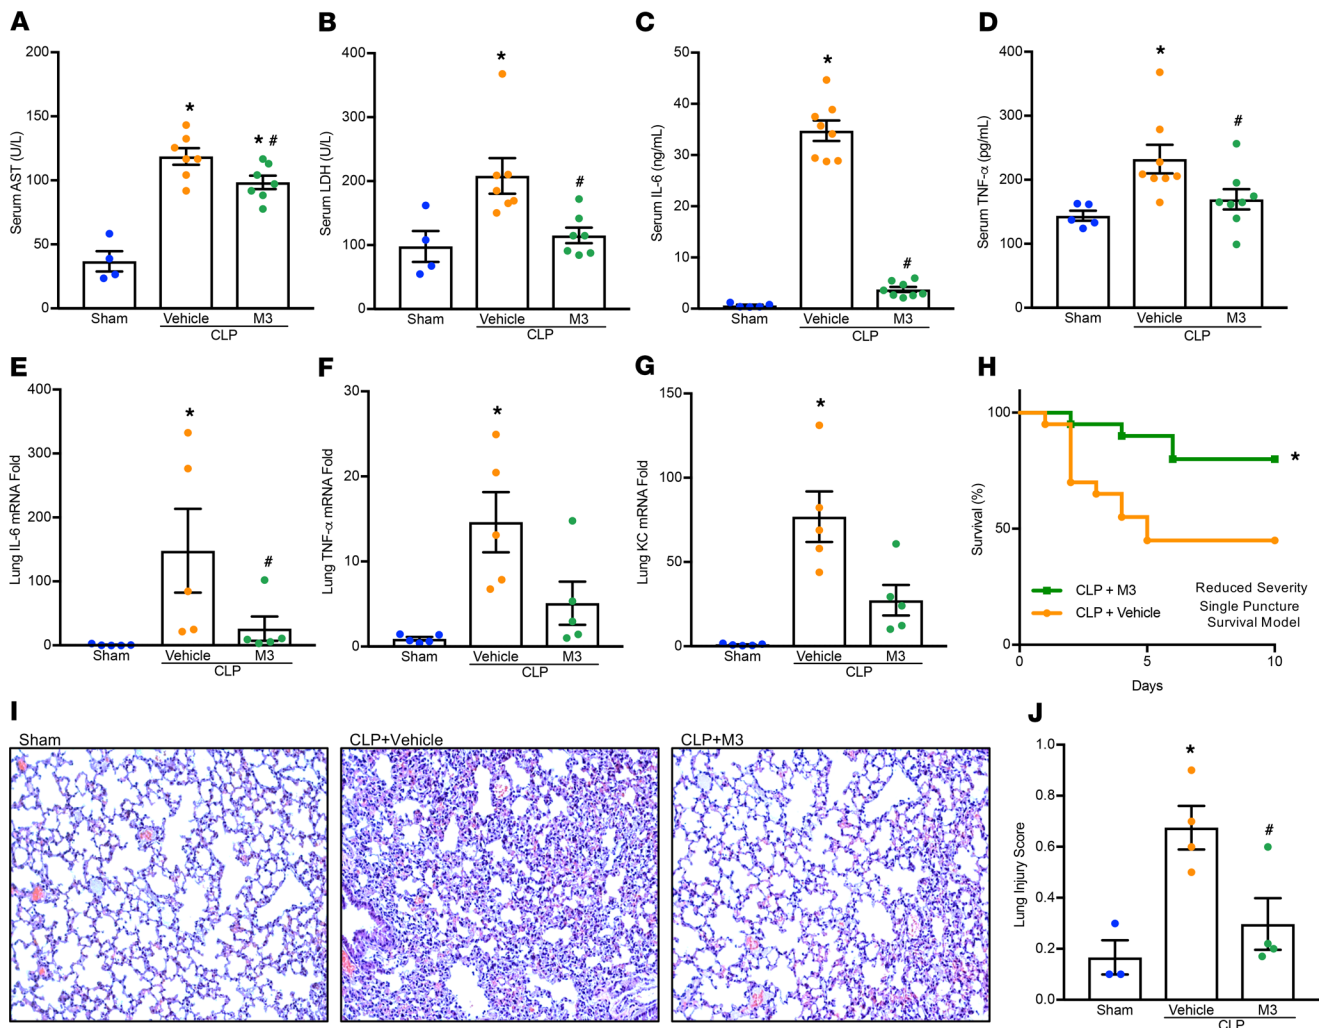 A
Serum AST (U/L)
200
150
100
50
0
*
* #
Sham
Vehicle
M3
CLP
B
Serum LDH (U/L)
400
300
200
100
0
*
#
Sham
Vehicle
M3
CLP
C
Serum IL-6 (ng/mL)
50
40
30
20
10
0
*
#
Sham
Vehicle
M3
CLP
D
Serum TNF-α (pg/mL)
400
300
200
100
0
*
#
Sham
Vehicle
M3
CLP
E
Lung IL-6 mRNA Fold
400
300
200
100
0
*
#
Sham
Vehicle
M3
CLP
F
Lung TNF-α mRNA Fold
30
20
10
0
*
Sham
Vehicle
M3
CLP
G
Lung KC mRNA Fold
150
100
50
0
*
Sham
Vehicle
M3
CLP
H
Survival (%)
100
50
0
*
CLP + M3
CLP + Vehicle
Reduced Severity
Single Puncture
Survival Model
0
5
10
Days
I
Sham
CLP+Vehicle
CLP+M3
J
Lung Injury Score
1.0
0.8
0.6
0.4
0.2
0.0
*
#
Sham
Vehicle
M3
CLP